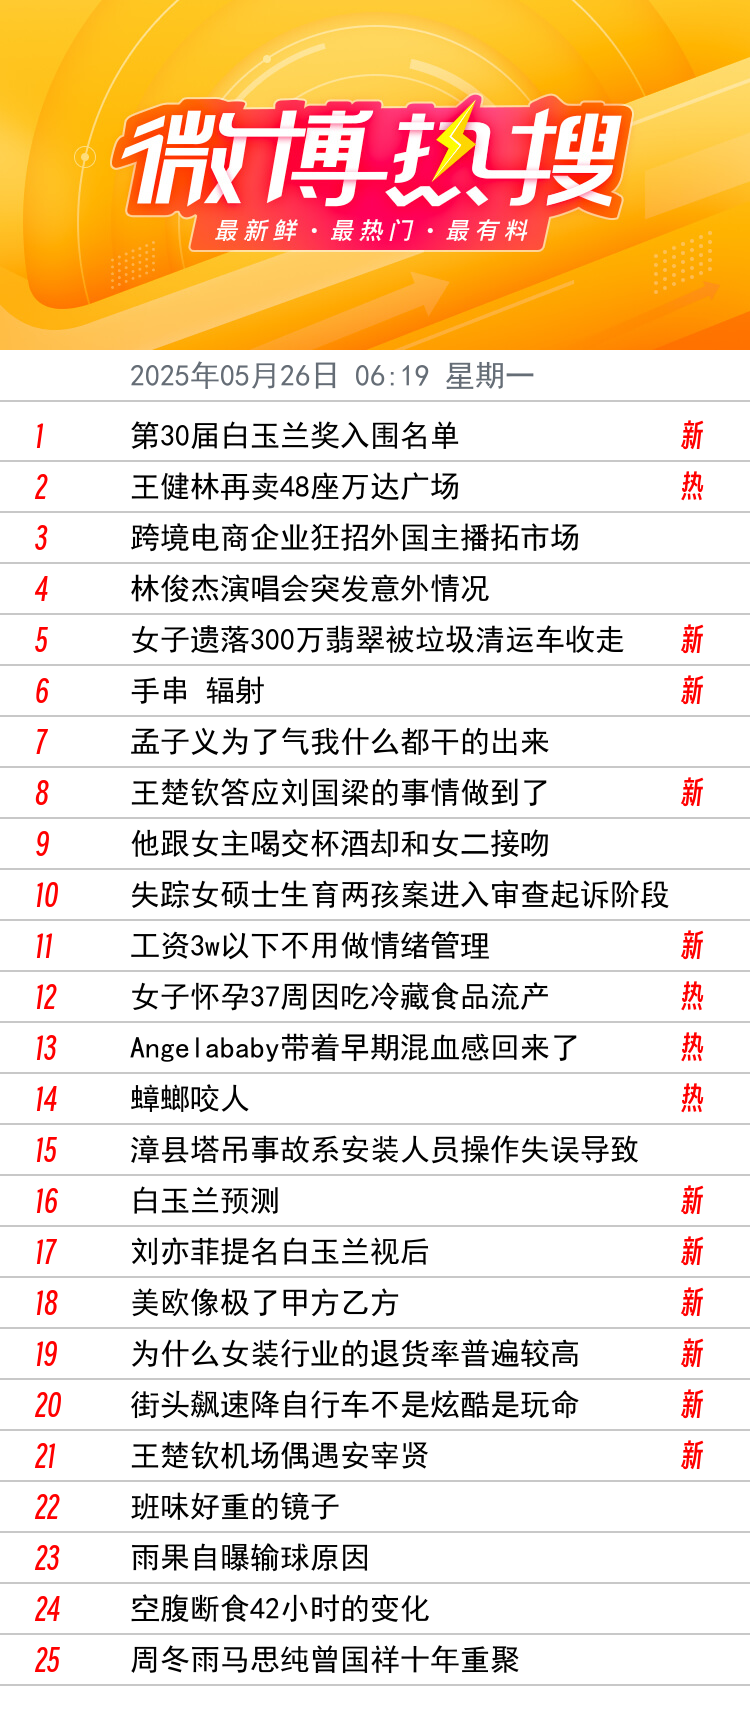 微博热搜
最新鲜·最热门·最有料
2025年05月26日 06:19 星期一
1 第30届白玉兰奖入围名单 新
2 王健林再卖48座万达广场 热
3 跨境电商企业狂招外国主播拓市场
4 林俊杰演唱会突发意外情况
5 女子遗落300万翡翠被垃圾清运车收走 新
6 手串 辐射 新
7 孟子义为了气我什么都干的出来
8 王楚钦答应刘国梁的事情做到了 新
9 他跟女主喝交杯酒却和女二接吻
10 失踪女硕士生育两孩案进入审查起诉阶段
11 工资3w以下不用做情绪管理 新
12 女子怀孕37周因吃冷藏食品流产 热
13 Angelababy带着早期混血感回来了 热
14 蟑螂咬人 热
15 漳县塔吊事故系安装人员操作失误导致
16 白玉兰预测 新
17 刘亦菲提名白玉兰视后 新
18 美欧像极了甲方乙方 新
19 为什么女装行业的退货率普遍较高 新
20 街头飙速降自行车不是炫酷是玩命 新
21 王楚钦机场偶遇安宰贤 新
22 班味好重的镜子
23 雨果自曝输球原因
24 空腹断食42小时的变化
25 周冬雨马思纯曾国祥十年重聚